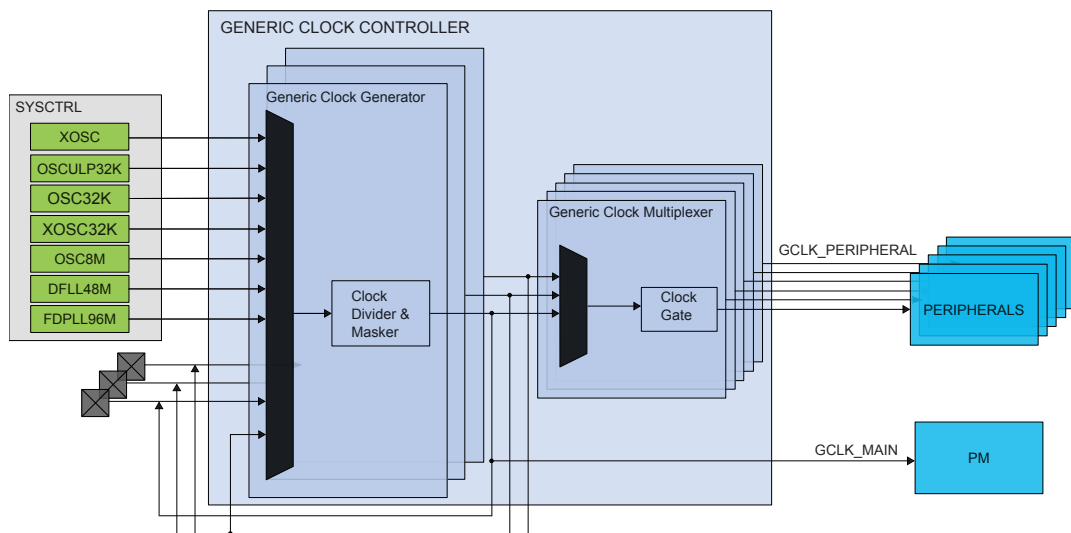 GENERIC CLOCK CONTROLLER
Generic Clock Generator
SYSCTRL
XOSC
OSCULP32K
OSC32K
XOSC32K
OSC8M
DFLL48M
FDPLL96M
Clock
Divider &
Masker
Generic Clock Multiplexer
Clock
Gate
GCLK_PERIPHERAL
PERIPHERALS
GCLK_MAIN
PM